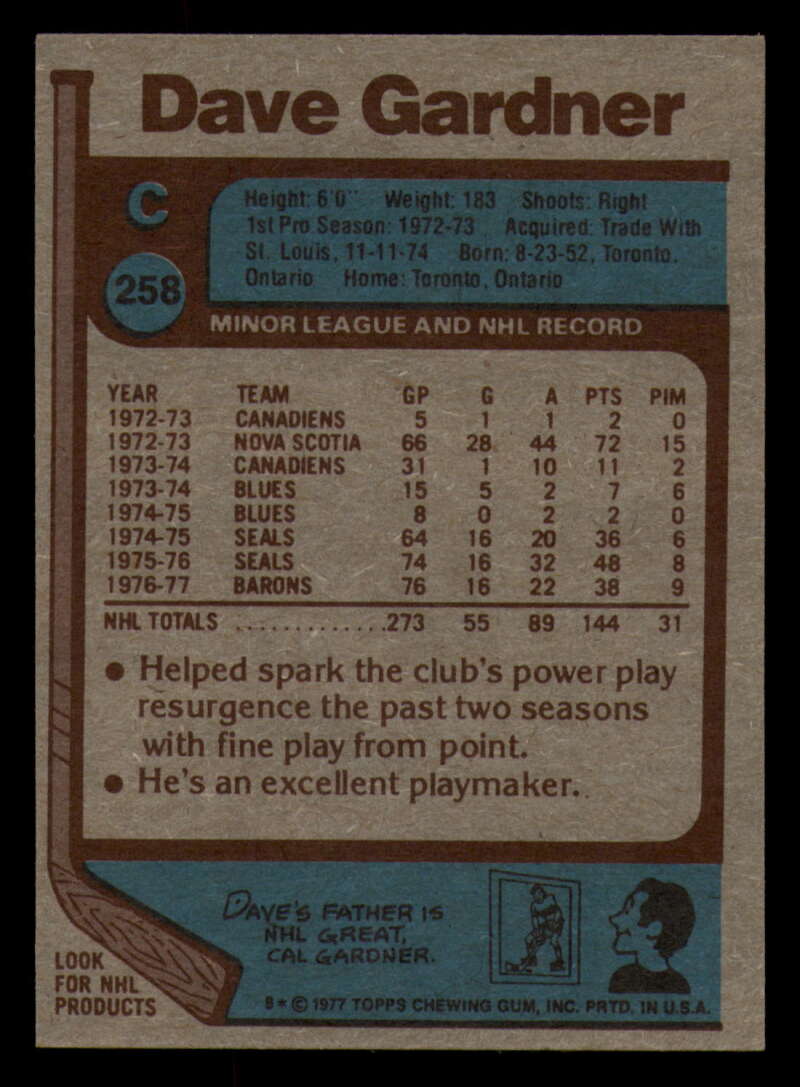 Dave Gardner
C
258
Height: 6'0" Weight: 183 Shoots: Right
1st Pro Season: 1972-73 Acquired: Trade With
St. Louis, 11-11-74 Born: 8-23-52, Toronto,
Ontario Home: Toronto, Ontario
MINOR LEAGUE AND NHL RECORD
YEAR TEAM GP G A PTS PIM
1972-73 CANADIENS 5 1 1 2 0
1972-73 NOVA SCOTIA 66 28 44 72 15
1973-74 CANADIENS 31 1 10 11 2
1973-74 BLUES 15 5 2 7 6
1974-75 BLUES 8 0 2 2 0
1974-75 SEALS 64 16 20 36 6
1975-76 SEALS 74 16 32 48 8
1976-77 BARONS 76 16 22 38 9
NHL TOTALS ..............273 55 89 144 31
● Helped spark the club's power play
resurgence the past two seasons
with fine play from point.
● He's an excellent playmaker.
DAVE'S FATHER IS
NHL GREAT,
CAL GARDNER.
LOOK
FOR NHL
PRODUCTS
B * © 1977 TOPPS CHEWING GUM, INC. PRTD. IN U.S.A.